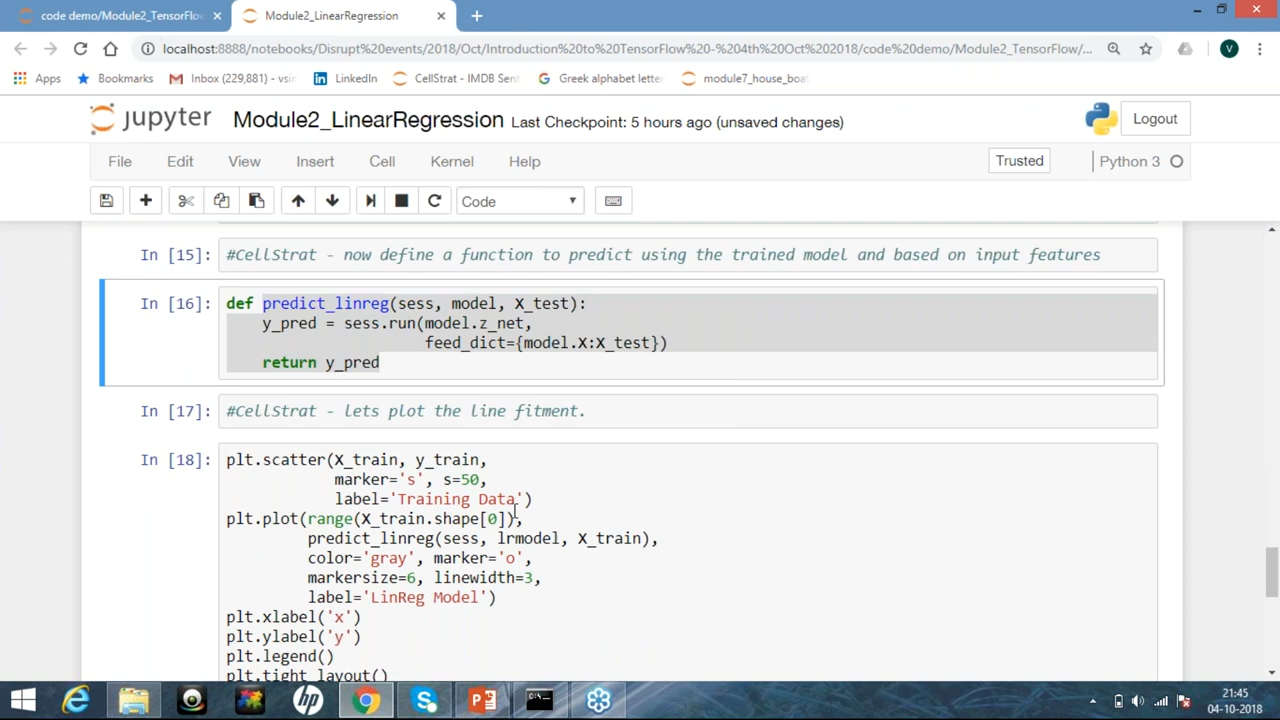 code demo/Module2_TensorFlow
Module2_LinearRegression
localhost:8888/notebooks/Disrupt%20events/2018/Oct/Introduction%20to%20TensorFlow%20-%204th%20Oct%202018/code%20demo/Module2_TensorFlow/...
V
Apps
Bookmarks
Inbox (229,881) - vsin
LinkedIn
CellStrat - IMDB Sent
Greek alphabet letter
module7_house_boa
jupyter
Module2_LinearRegression
Last Checkpoint: 5 hours ago (unsaved changes)
Logout
File
Edit
View
Insert
Cell
Kernel
Help
Trusted
Python 3
Code
In [15]:
#CellStrat - now define a function to predict using the trained model and based on input features
In [16]:
def predict_linreg(sess, model, X_test):
y_pred = sess.run(model.z_net,
feed_dict={model.X:X_test})
return y_pred
In [17]:
#CellStrat - lets plot the line fitment.
In [18]:
plt.scatter(X_train, y_train,
marker='s', s=50,
label='Training Data')
plt.plot(range(X_train.shape[0]),
predict_linreg(sess, lrmodel, X_train),
color='gray', marker='o',
markersize=6, linewidth=3,
label='LinReg Model')
plt.xlabel('x')
plt.ylabel('y')
plt.legend()
plt.tight_layout()
21:45
04-10-2018